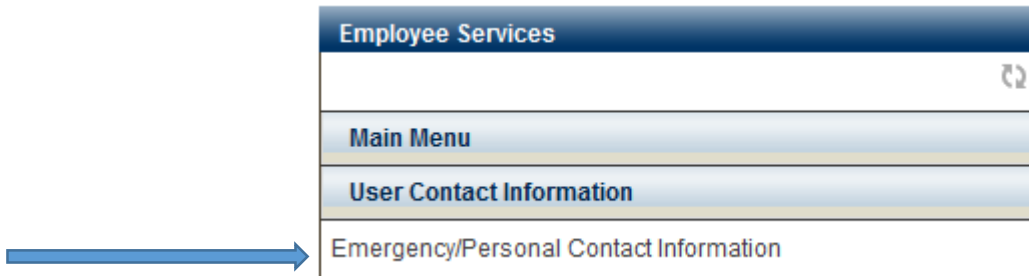 Employee Services
Main Menu
User Contact Information
Emergency/Personal Contact Information